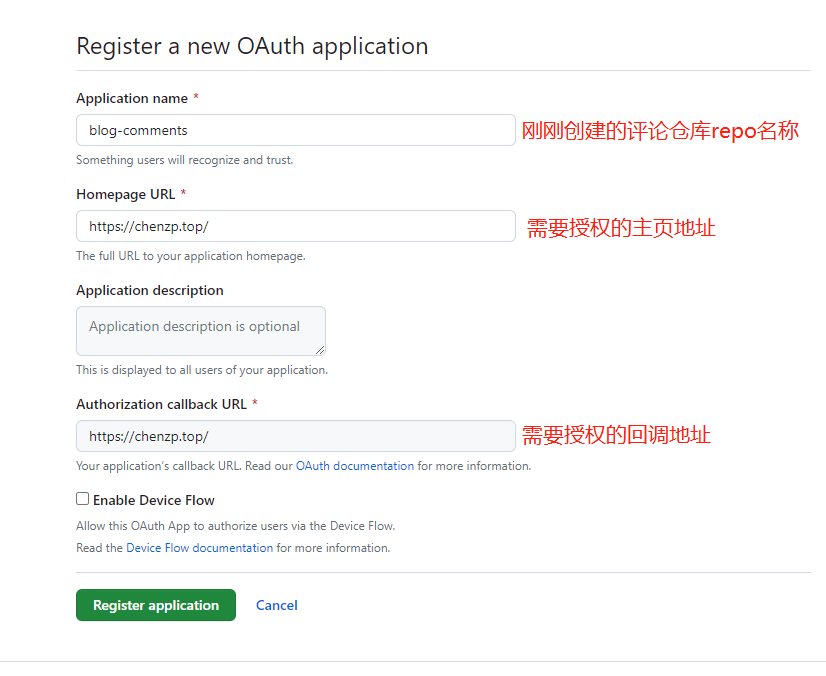 Register a new OAuth application
Application name *
blog-comments
刚刚创建的评论仓库repo名称
Something users will recognize and trust.
Homepage URL *
https://chenzp.top/
需要授权的主页地址
The full URL to your application homepage.
Application description
Application description is optional
This is displayed to all users of your application.
Authorization callback URL *
https://chenzp.top/
需要授权的回调地址
Your application's callback URL. Read our OAuth documentation for more information.
Enable Device Flow
Allow this OAuth App to authorize users via the Device Flow.
Read the Device Flow documentation for more information.
Register application
Cancel